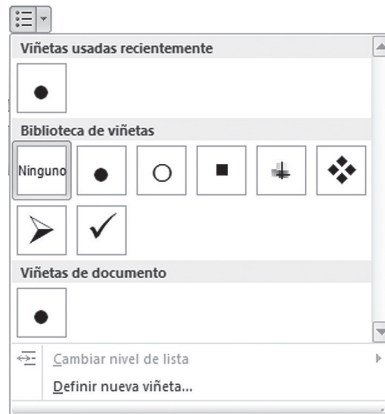 Viñetas usadas recientemente
Biblioteca de viñetas
Ninguno
Viñetas de documento
Cambiar nivel de lista
Definir nueva viñeta...